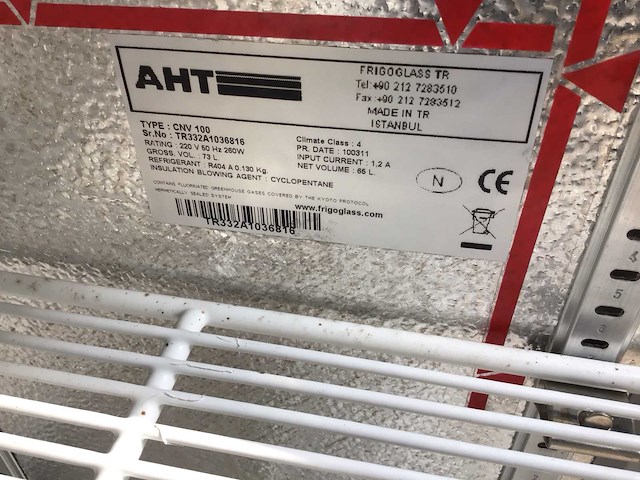 AHT
FRIGOGLASS TR
Tel:+90 212 7283510
Fax:+90 212 7283512
MADE IN TR
ISTANBUL
TYPE : CNV 100
Sr.No : TR332A1036816
RATING : 220 V 50 Hz 260W
GROSS. VOL. : 73 L
REFRIGERANT : R404 A 0,130 Kg.
INSULATION BLOWING AGENT : CYCLOPENTANE
Climate Class : 4
PR. DATE : 100311
INPUT CURRENT : 1,2 A
NET VOLUME : 66 L
CONTAINS FLUORINATED GREENHOUSE GASES COVERED BY THE KYOTO PROTOCOL
HERMETICALLY SEALED SYSTEM
N
CE
www.frigoglass.com
TR332A1036816
4
5